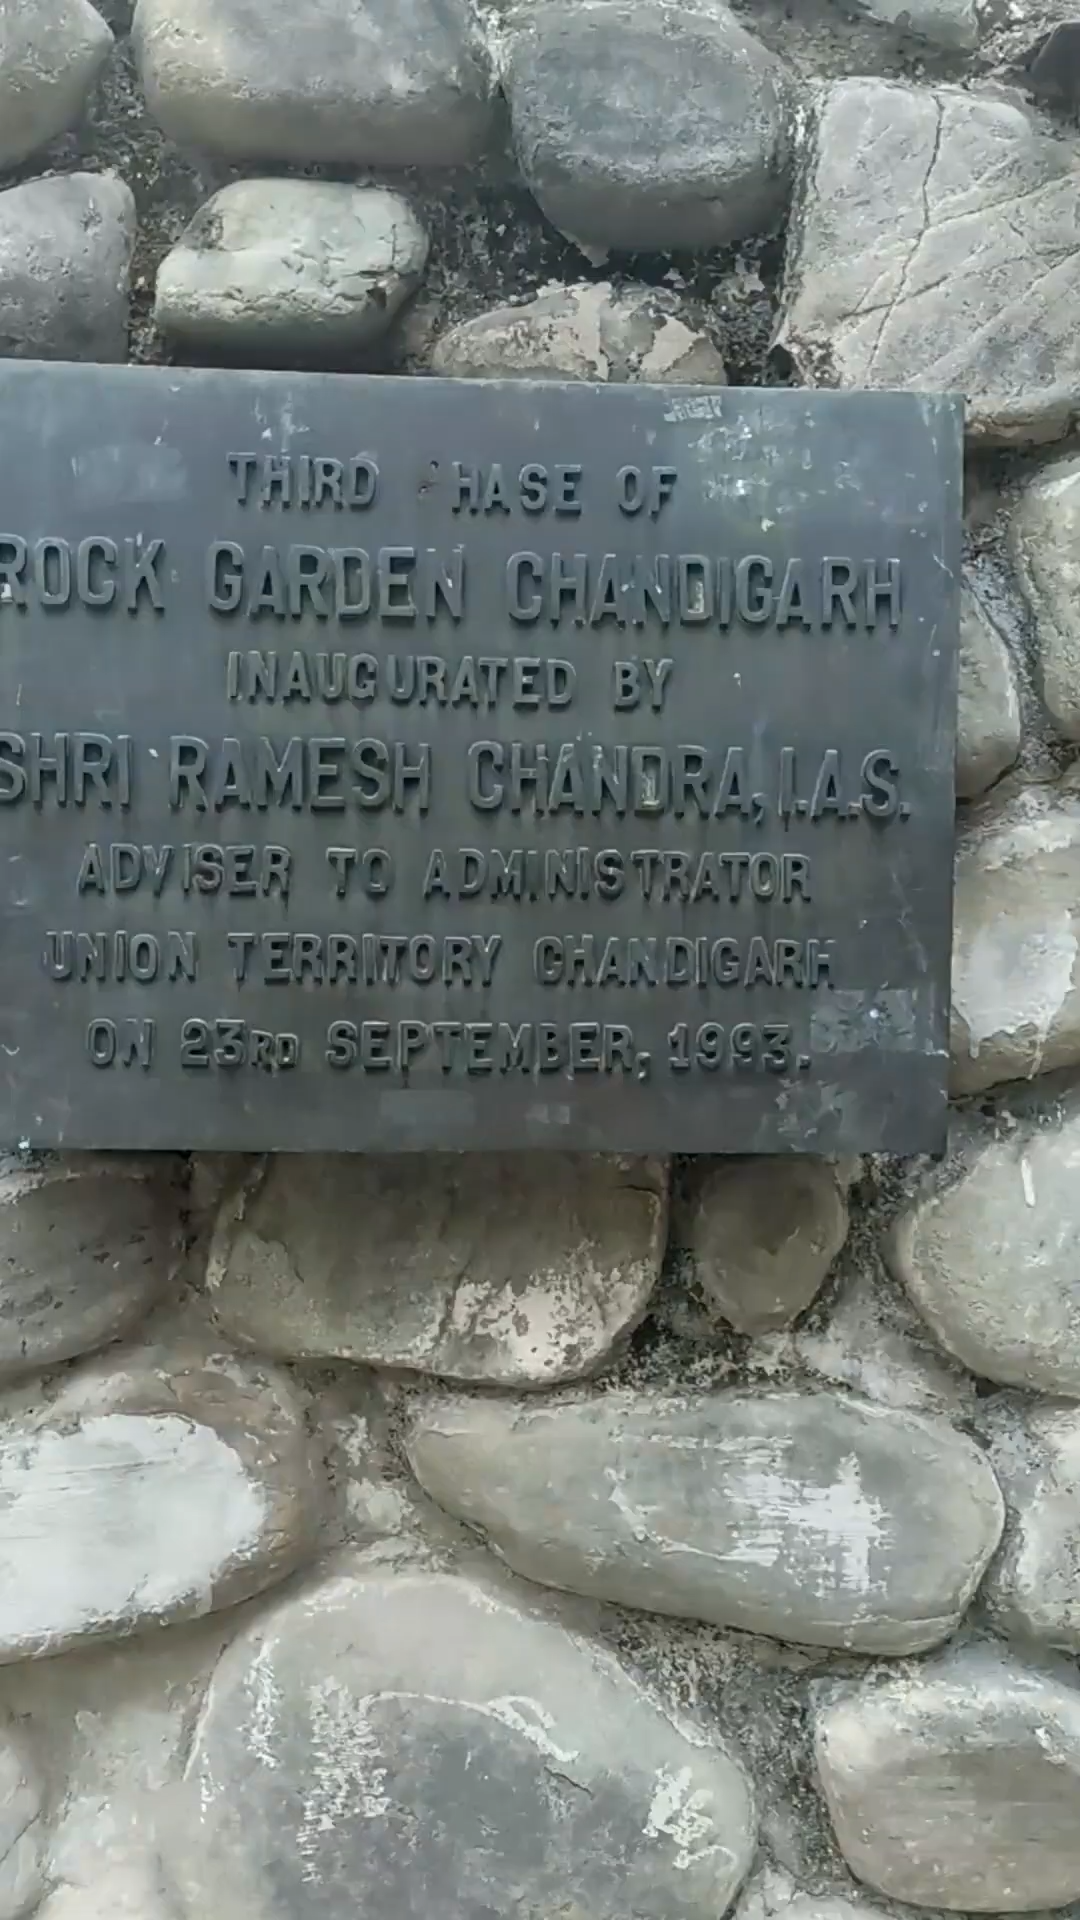 THIRD HASE OF
ROCK GARDEN CHANDIGARH
INAUGURATED BY
SHRI RAMESH CHANDRA, I.A.S.
ADVISER TO ADMINISTRATOR
UNION TERRITORY CHANDIGARH
ON 23RD SEPTEMBER, 1993.